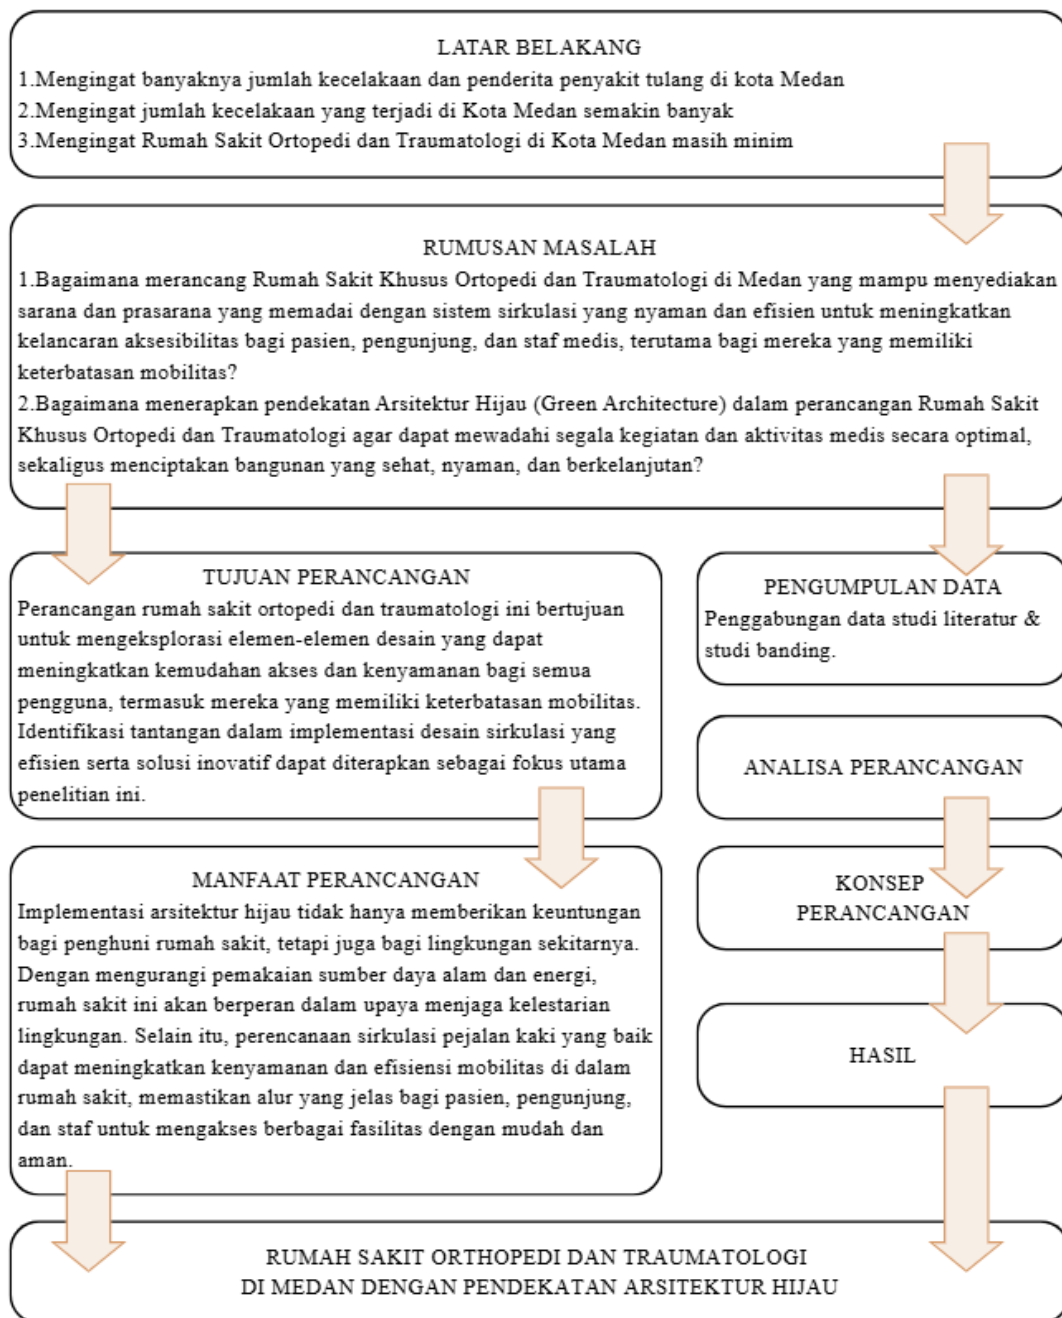 LATAR BELAKANG
1.Mengingat banyaknya jumlah kecelakaan dan penderita penyakit tulang di kota Medan
2.Mengingat jumlah kecelakaan yang terjadi di Kota Medan semakin banyak
3.Mengingat Rumah Sakit Ortopedi dan Traumatologi di Kota Medan masih minim
RUMUSAN MASALAH
1.Bagaimana merancang Rumah Sakit Khusus Ortopedi dan Traumatologi di Medan yang mampu menyediakan
sarana dan prasarana yang memadai dengan sistem sirkulasi yang nyaman dan efisien untuk meningkatkan
kelancaran aksesibilitas bagi pasien, pengunjung, dan staf medis, terutama bagi mereka yang memiliki
keterbatasan mobilitas?
2.Bagaimana menerapkan pendekatan Arsitektur Hijau (Green Architecture) dalam perancangan Rumah Sakit
Khusus Ortopedi dan Traumatologi agar dapat mewadahi segala kegiatan dan aktivitas medis secara optimal,
sekaligus menciptakan bangunan yang sehat, nyaman, dan berkelanjutan?
TUJUAN PERANCANGAN
Perancangan rumah sakit ortopedi dan traumatologi ini bertujuan
untuk mengeksplorasi elemen-elemen desain yang dapat
meningkatkan kemudahan akses dan kenyamanan bagi semua
pengguna, termasuk mereka yang memiliki keterbatasan mobilitas.
Identifikasi tantangan dalam implementasi desain sirkulasi yang
efisien serta solusi inovatif dapat diterapkan sebagai fokus utama
penelitian ini.
MANFAAT PERANCANGAN
Implementasi arsitektur hijau tidak hanya memberikan keuntungan
bagi penghuni rumah sakit, tetapi juga bagi lingkungan sekitarnya.
Dengan mengurangi pemakaian sumber daya alam dan energi,
rumah sakit ini akan berperan dalam upaya menjaga kelestarian
lingkungan. Selain itu, perencanaan sirkulasi pejalan kaki yang baik
dapat meningkatkan kenyamanan dan efisiensi mobilitas di dalam
rumah sakit, memastikan alur yang jelas bagi pasien, pengunjung,
dan staf untuk mengakses berbagai fasilitas dengan mudah dan
aman.
PENGUMPULAN DATA
Penggabungan data studi literatur &
studi banding.
ANALISA PERANCANGAN
KONSEP
PERANCANGAN
HASIL
RUMAH SAKIT ORTHOPEDI DAN TRAUMATOLOGI
DI MEDAN DENGAN PENDEKATAN ARSITEKTUR HIJAU